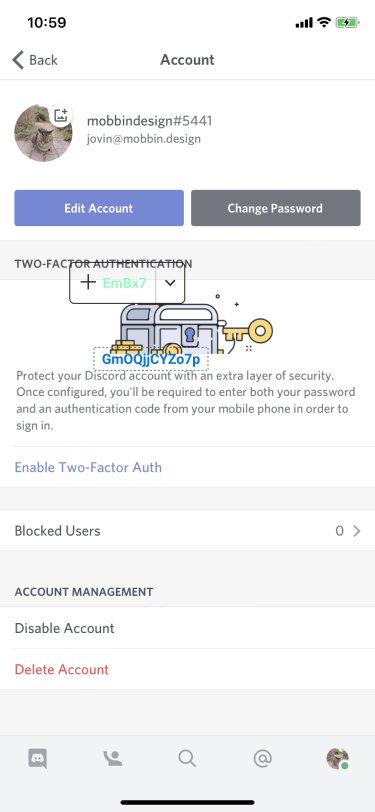 10:59
Back
Account
mobbindesign#5441
jovin@mobbin.design
Edit Account
Change Password
TWO-FACTOR AUTHENTICATION
EmBx7
GmOQjjCYZo7p
Protect your Discord account with an extra layer of security.
Once configured, you'll be required to enter both your password
and an authentication code from your mobile phone in order to
sign in.
Enable Two-Factor Auth
Blocked Users
0
ACCOUNT MANAGEMENT
Disable Account
Delete Account